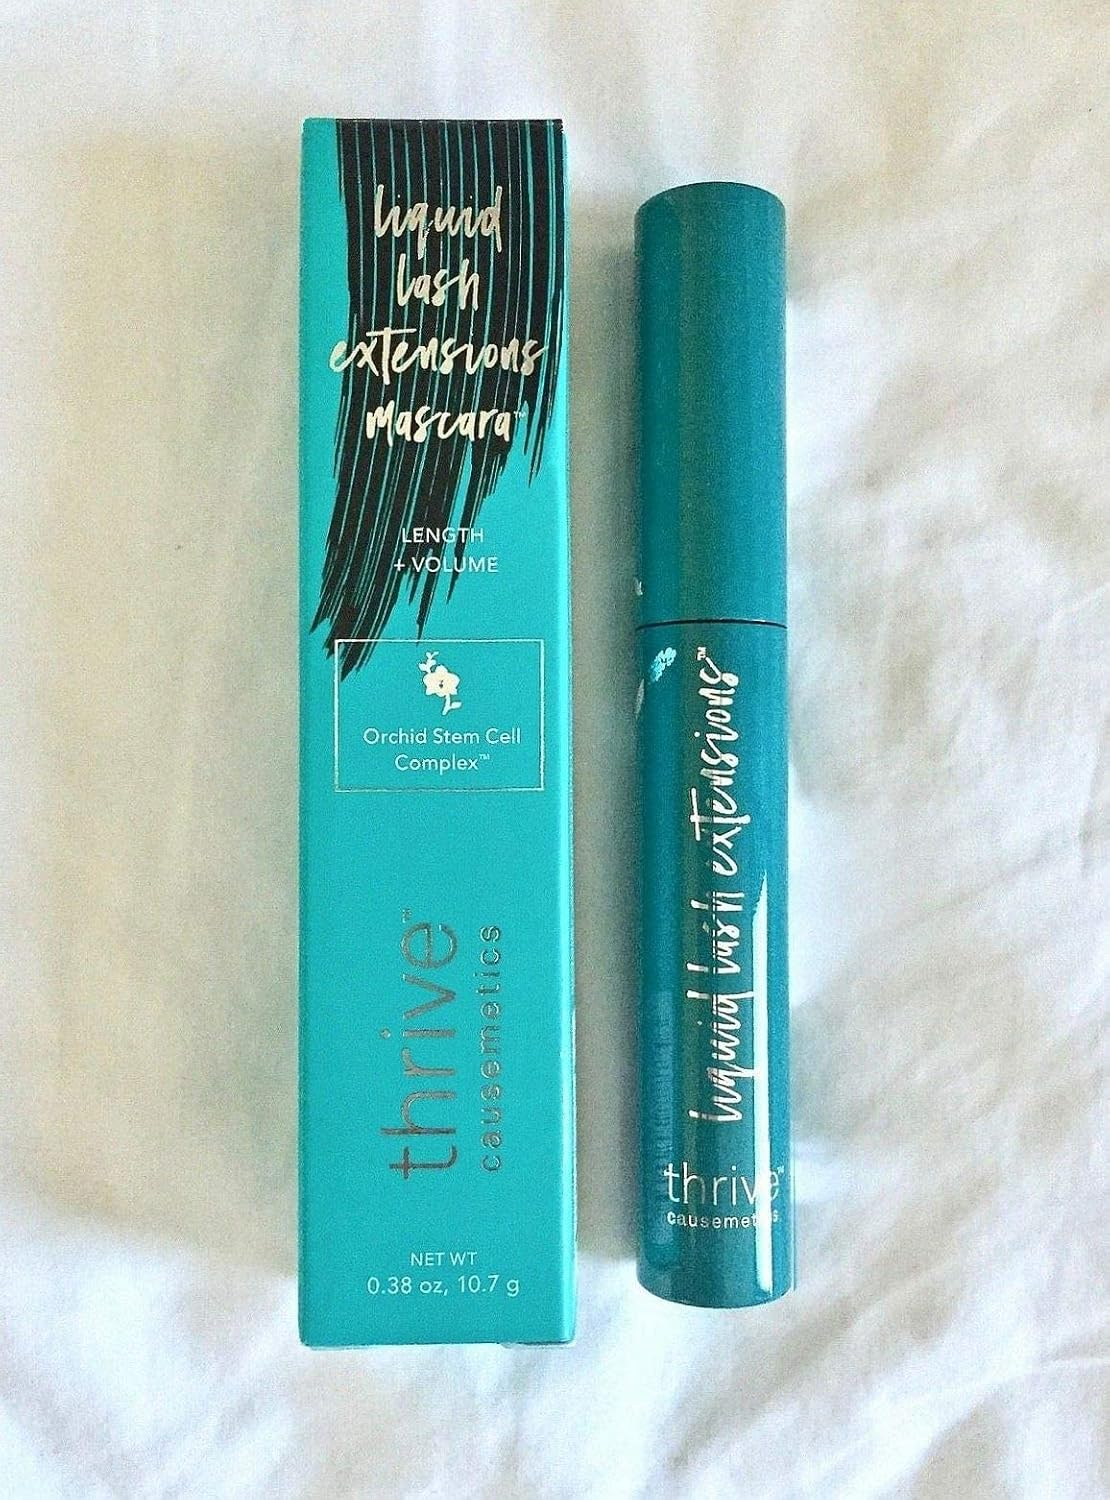 liquid
lash
extensions
mascara™
LENGTH
+ VOLUME
Orchid Stem Cell
Complex™
thrive™
causemetics
NET WT
0.38 oz, 10.7 g
liquid lash extensions™
thrive™
causemetics